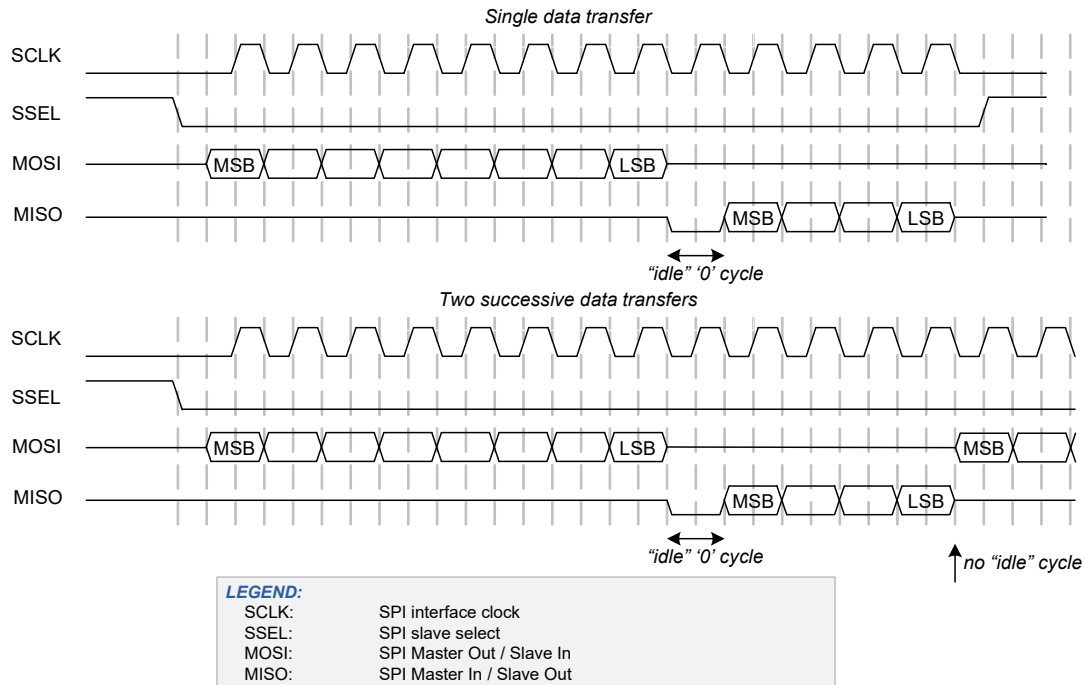 Single data transfer
SCLK
SSEL
MOSI MSB LSB
MISO MSB LSB
“idle” ‘0’ cycle
Two successive data transfers
SCLK
SSEL
MOSI MSB LSB MSB
MISO MSB LSB
“idle” ‘0’ cycle no “idle” cycle
LEGEND:
SCLK: SPI interface clock
SSEL: SPI slave select
MOSI: SPI Master Out / Slave In
MISO: SPI Master In / Slave Out